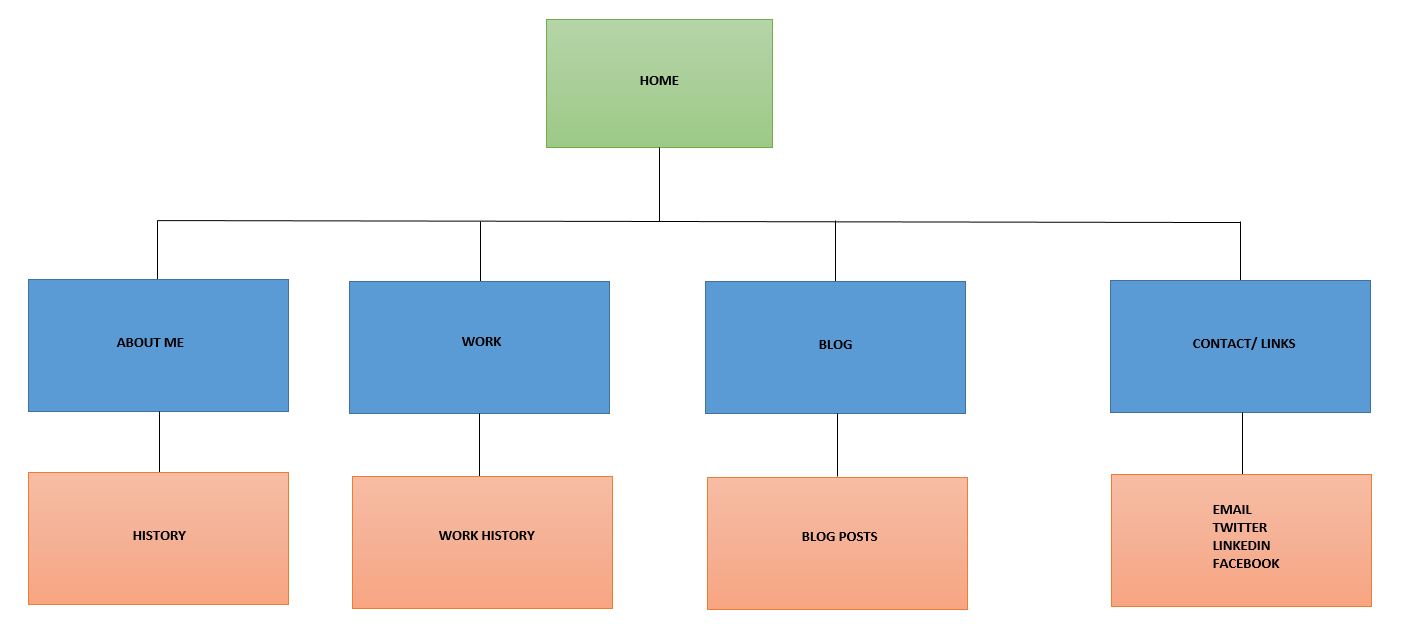 HOME
ABOUT ME
WORK
BLOG
CONTACT/ LINKS
HISTORY
WORK HISTORY
BLOG POSTS
EMAIL
TWITTER
LINKEDIN
FACEBOOK